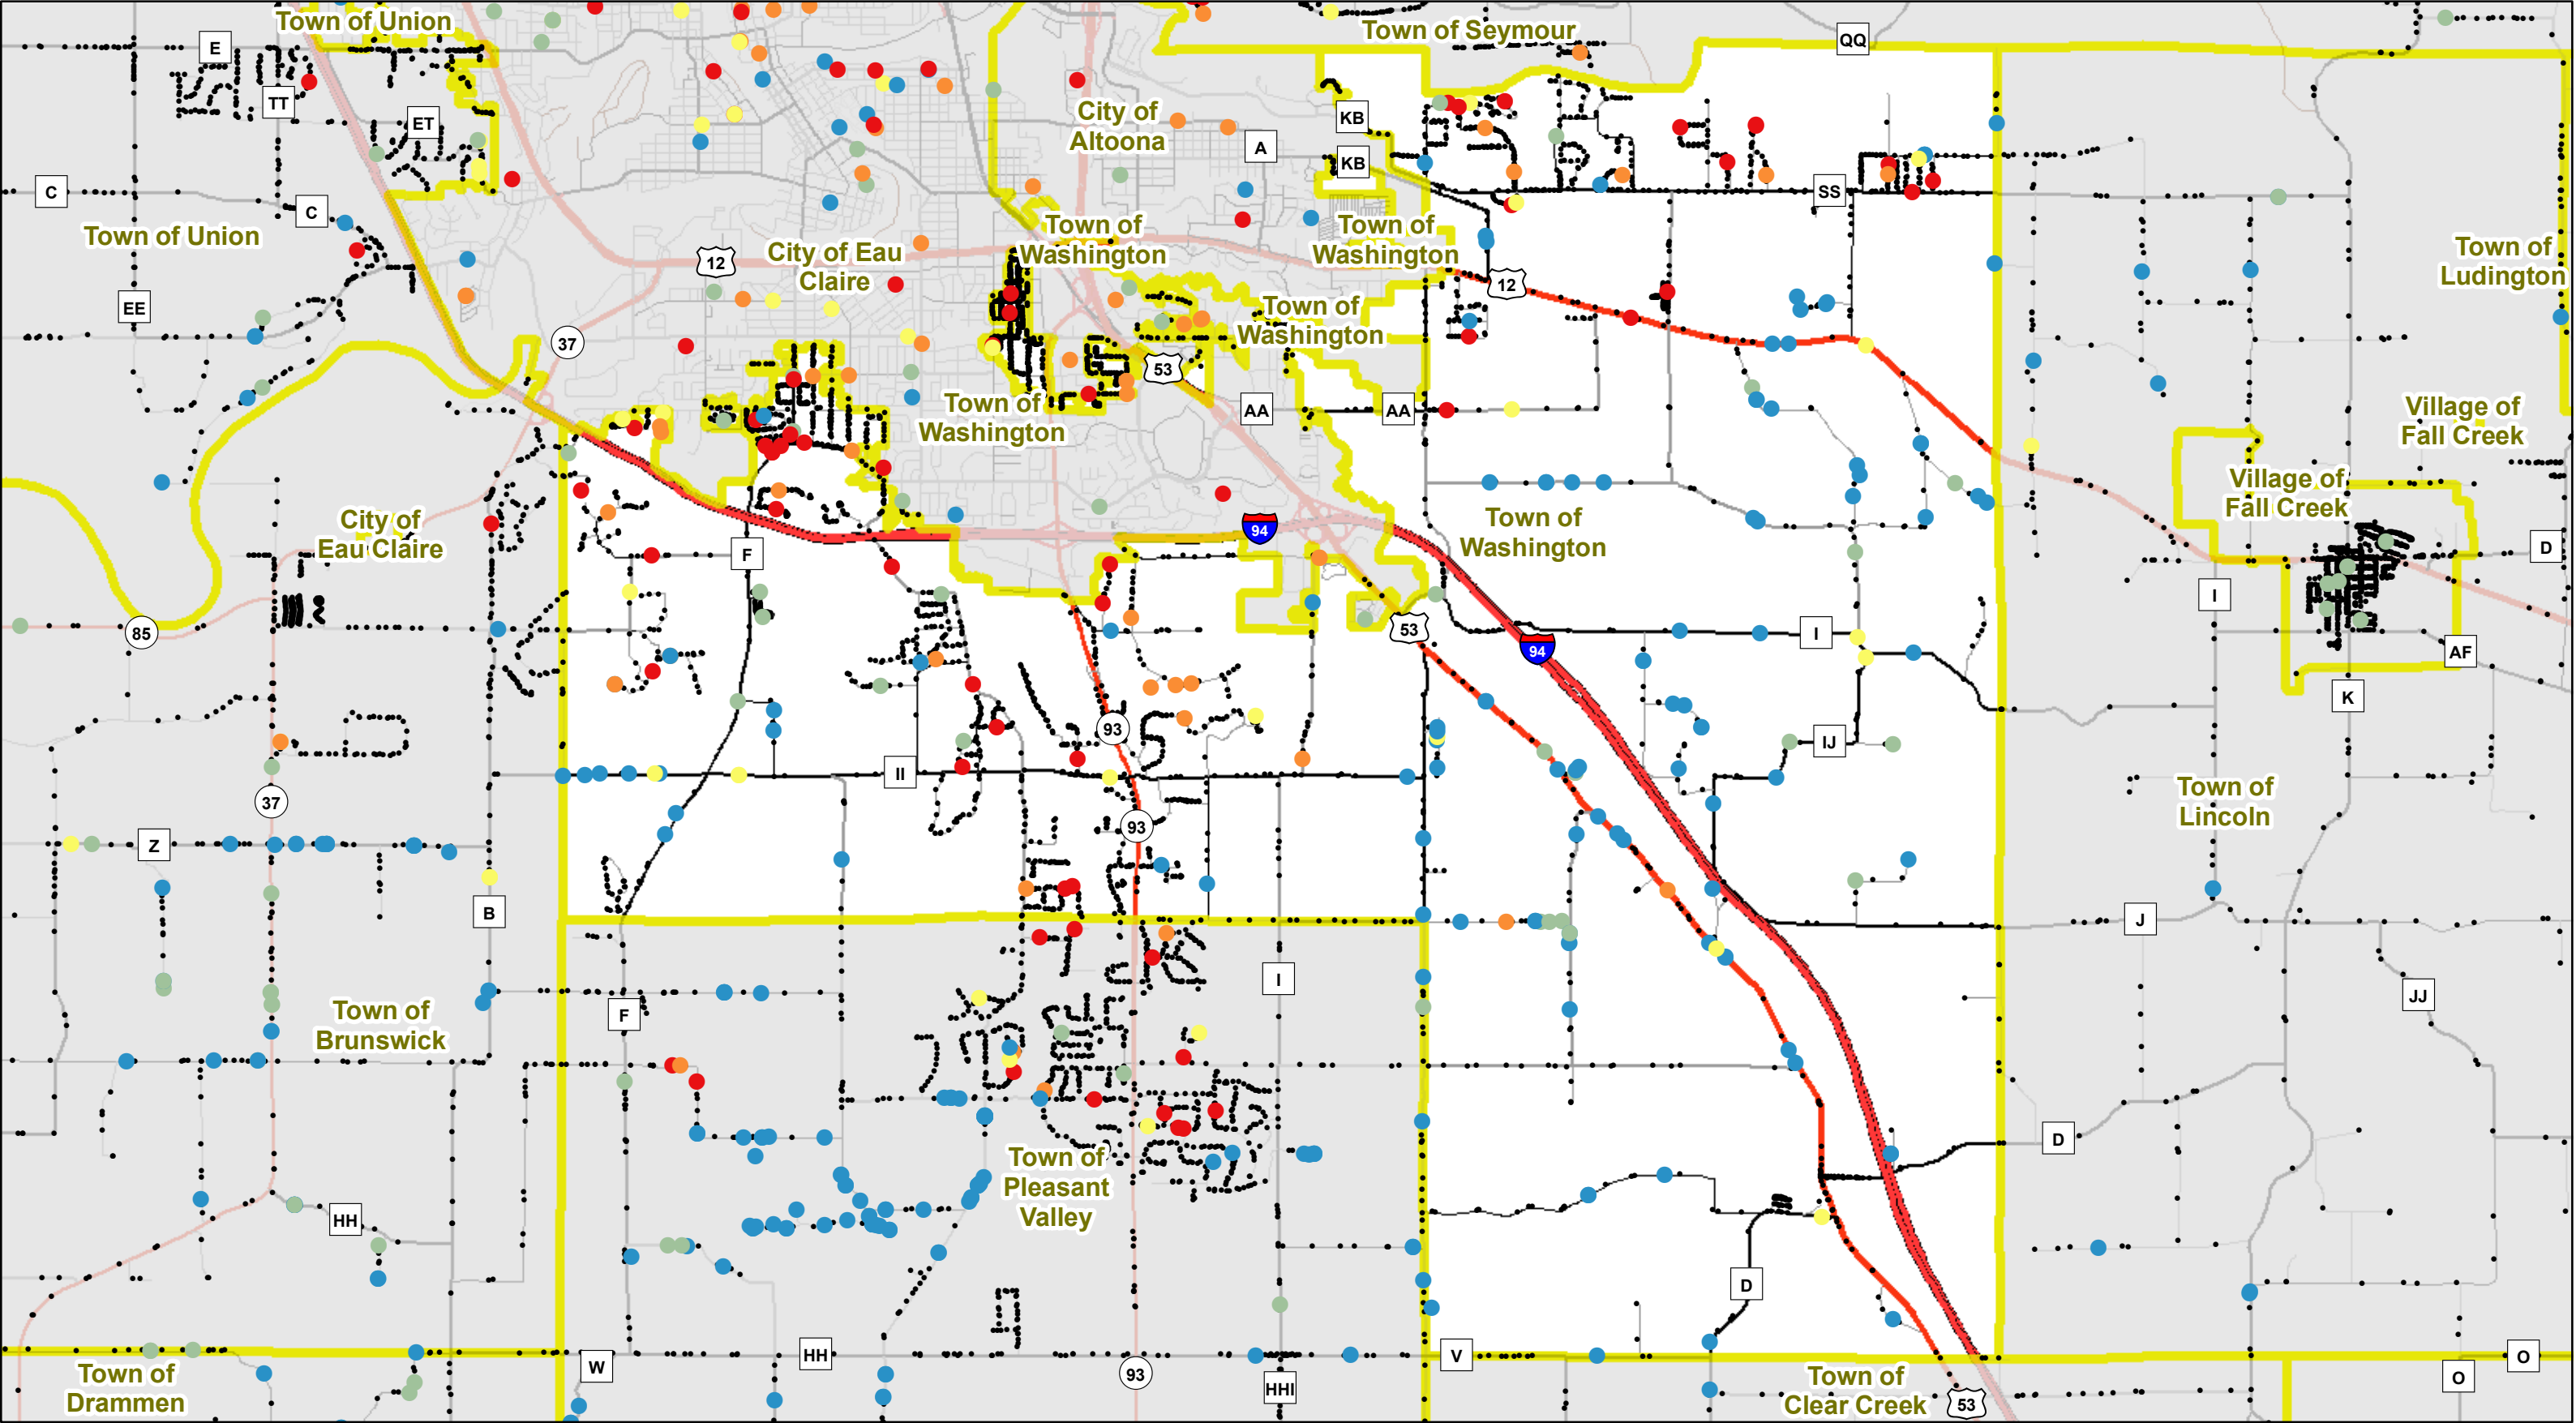 Town of Union
Town of Seymour
QQ
E
TT
ET
KB
City of
Altoona
A
KB
C
C
SS
Town of Union
Town of
Washington
Town of
Washington
12
City of Eau
Claire
Town of
Ludington
12
EE
Town of
Washington
37
53
AA
AA
Town of
Washington
Village of
Fall Creek
Village of
Fall Creek
City of
Eau Claire
94
Town of
Washington
F
D
I
85
53
I
94
AF
K
93
IJ
II
37
Town of
Lincoln
93
Z
B
J
I
JJ
F
Town of
Brunswick
D
Town of
Pleasant
Valley
HH
D
HH
V
W
O
93
HHI
Town of
Drammen
Town of
Clear Creek
O
53